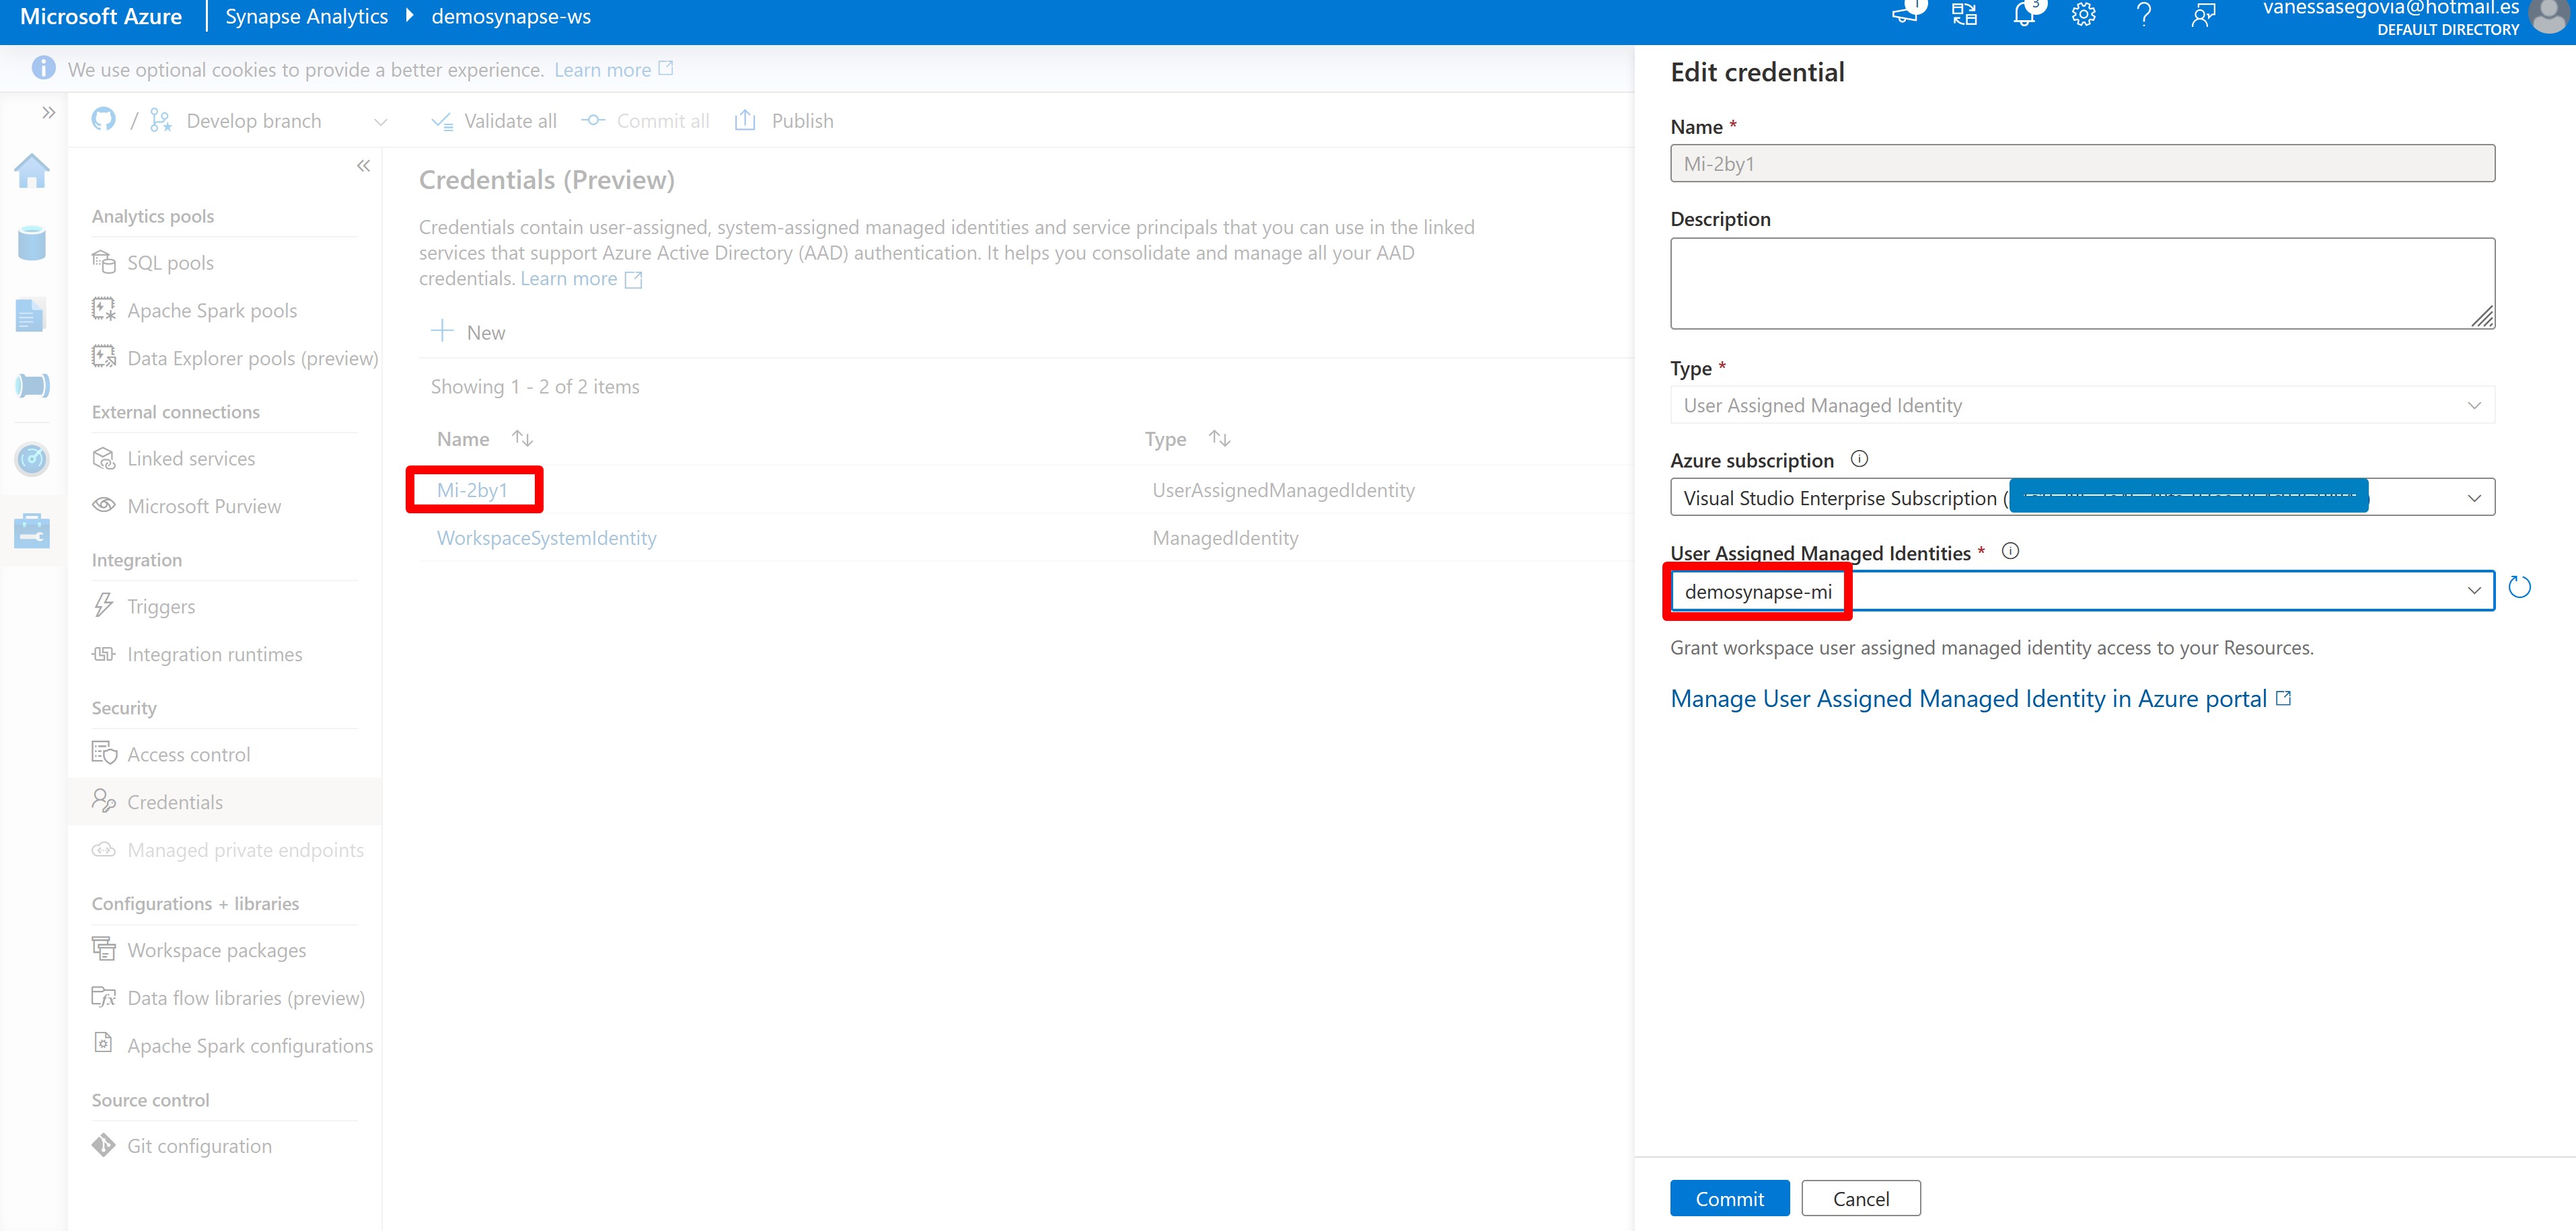 Microsoft Azure
Synapse Analytics
demosynapse-ws
1
3
vanessasegovia@hotmail.es
DEFAULT DIRECTORY
We use optional cookies to provide a better experience. Learn more
/ Develop branch
Validate all
Commit all
Publish
Analytics pools
SQL pools
Apache Spark pools
Data Explorer pools (preview)
External connections
Linked services
Microsoft Purview
Integration
Triggers
Integration runtimes
Security
Access control
Credentials
Managed private endpoints
Configurations + libraries
Workspace packages
Data flow libraries (preview)
Apache Spark configurations
Source control
Git configuration
Credentials (Preview)
Credentials contain user-assigned, system-assigned managed identities and service principals that you can use in the linked
services that support Azure Active Directory (AAD) authentication. It helps you consolidate and manage all your AAD
credentials. Learn more
New
Showing 1 - 2 of 2 items
Name Type
Mi-2by1 UserAssignedManagedIdentity
WorkspaceSystemIdentity ManagedIdentity
Edit credential
Name *
Mi-2by1
Description
Type *
User Assigned Managed Identity
Azure subscription
Visual Studio Enterprise Subscription (
User Assigned Managed Identities *
demosynapse-mi
Grant workspace user assigned managed identity access to your Resources.
Manage User Assigned Managed Identity in Azure portal
Commit
Cancel